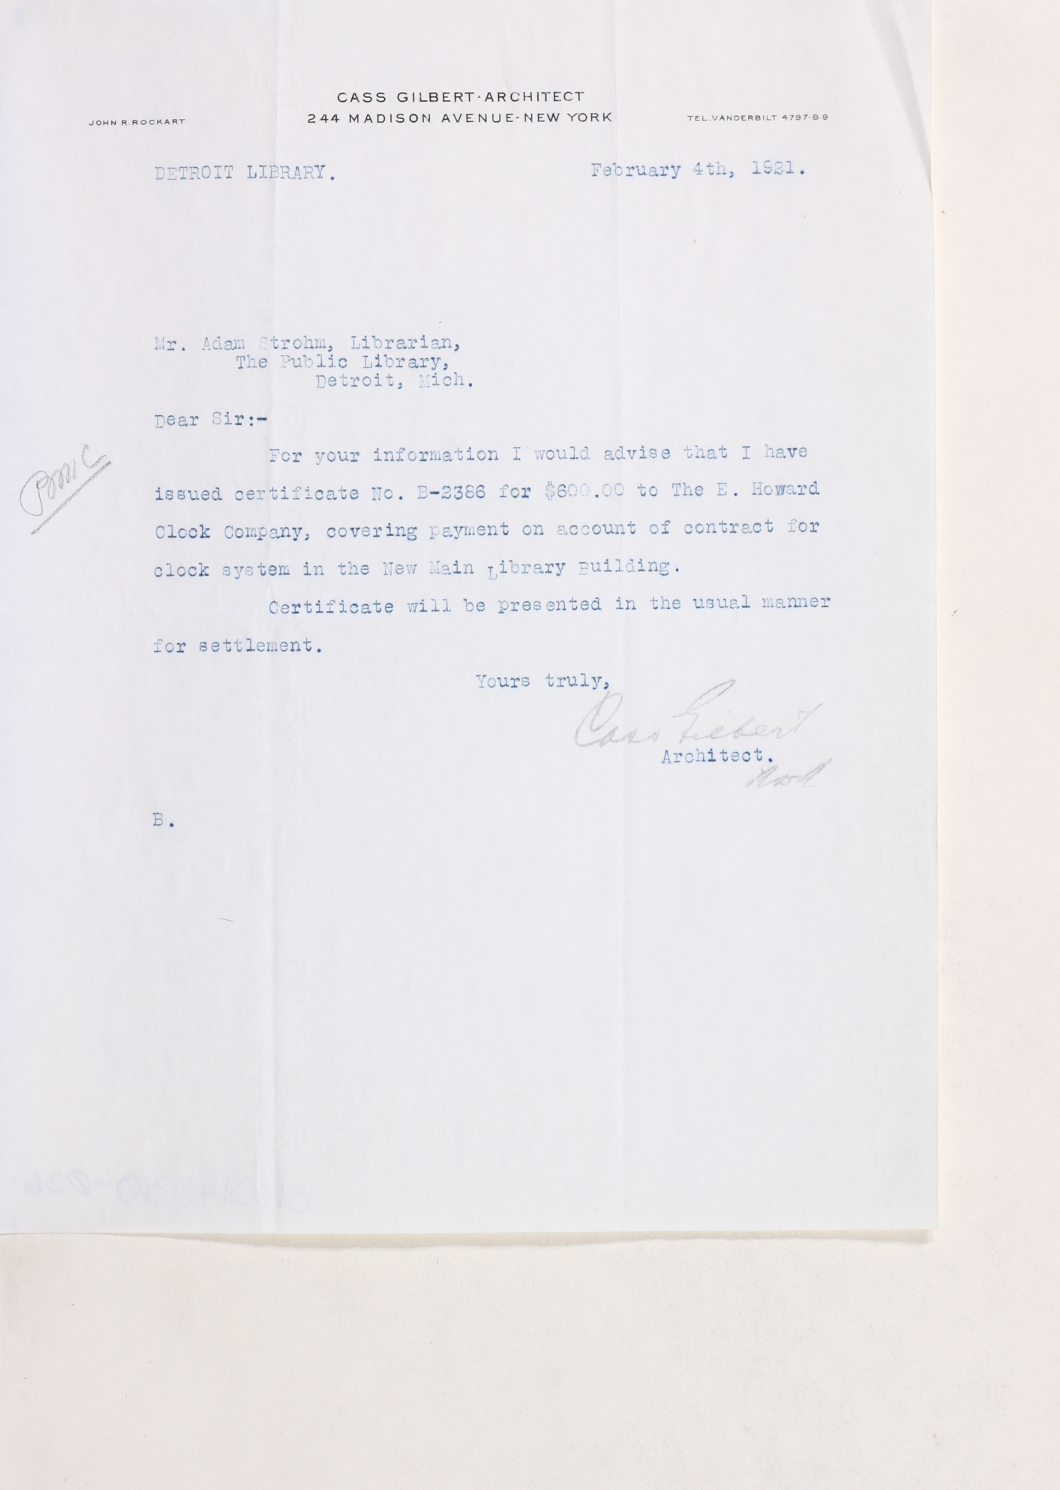 CASS GILBERT·ARCHITECT
244 MADISON AVENUE·NEW YORK
JOHN R. ROCKART
TEL. VANDERBILT 4797-8-9
DETROIT LIBRARY.
February 4th, 1921.
Mr. Adam Strohm, Librarian,
The Public Library,
Detroit, Mich.
Dear Sir:-
For your information I would advise that I have
issued certificate No. B-2386 for $600.00 to The E. Howard
Clock Company, covering payment on account of contract for
clock system in the New Main Library Building.
Certificate will be presented in the usual manner
for settlement.
Yours truly,
Cass Gilbert
Architect.
B.